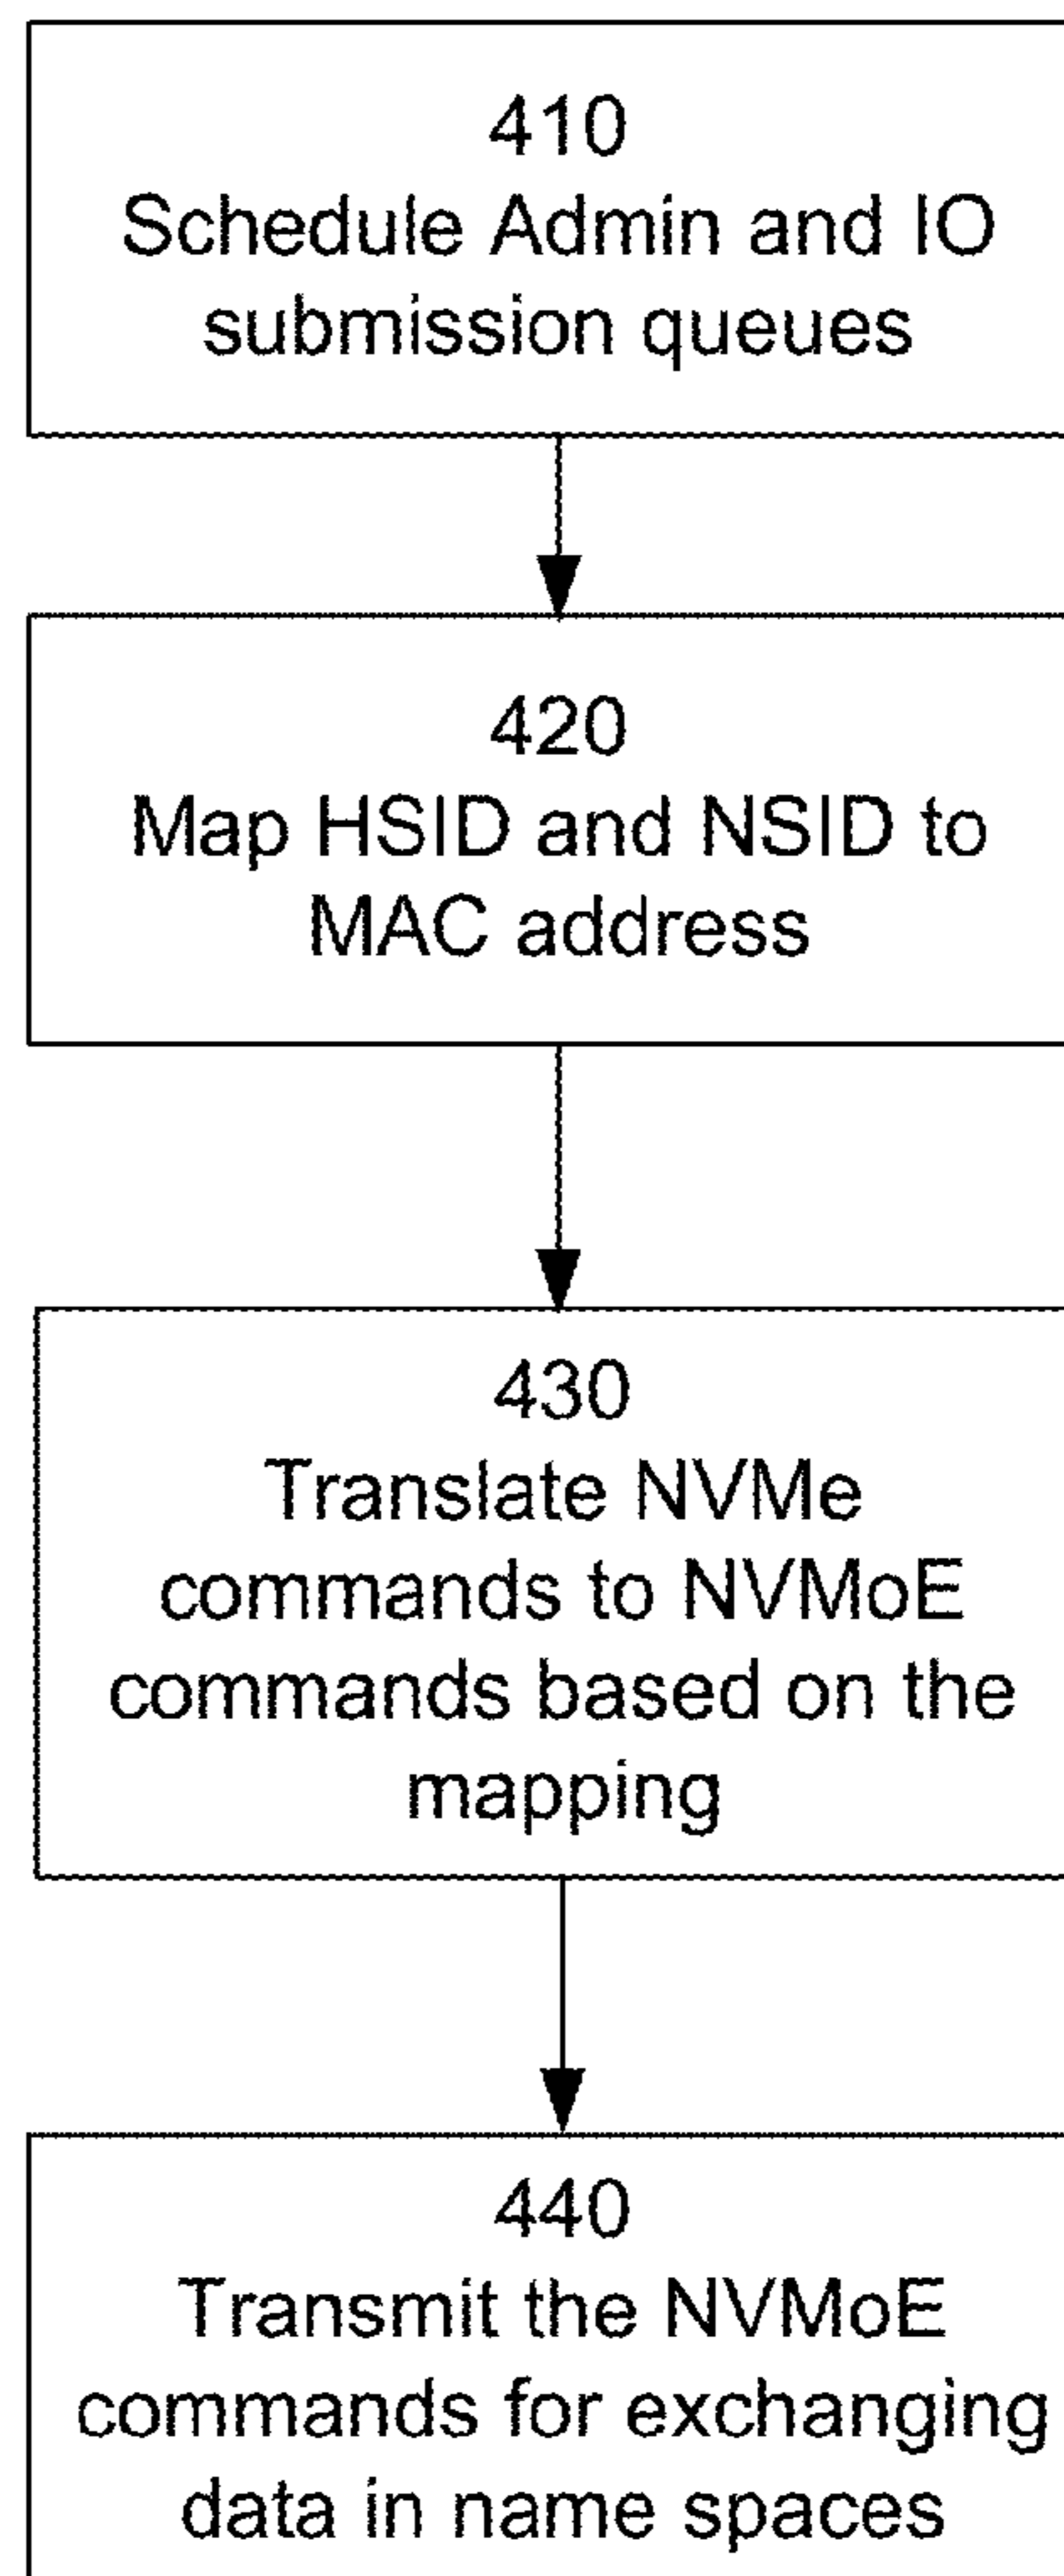 410
Schedule Admin and IO
submission queues
420
Map HSID and NSID to
MAC address
430
Translate NVMe
commands to NVMoE
commands based on the
mapping
440
Transmit the NVMoE
commands for exchanging
data in name spaces